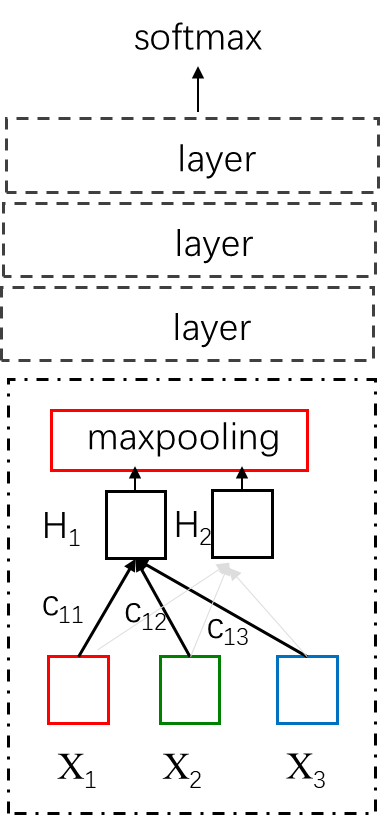 softmax
layer
layer
layer
maxpooling
H₁ H₂
c₁₁ c₁₂ c₁₃
X₁ X₂ X₃